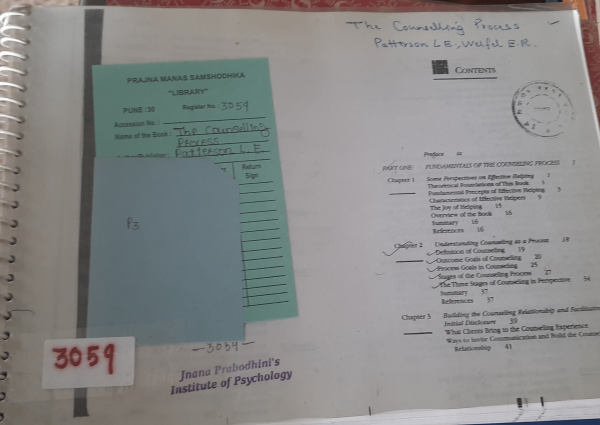 The Counselling Process
Patterson L.E., Welfel E.R.
CONTENTS
PRAJNA MANAS SAMSHODHIKA
"LIBRARY"
PUNE : 30 Register No. 3059
Accession No. :
Name of the Book : The Counselling
Process
Patterson L.E
Return
Sign
P3
3059
3059
Jnana Prabodhini's
Institute of Psychology
Preface ix
PART ONE FUNDAMENTALS OF THE COUNSELING PROCESS 1
Chapter 1 Some Perspectives on Effective Helping 3
Theoretical Foundations of This Book
Fundamental Precepts of Effective Helping 5
Characteristics of Effective Helpers 9
The Joy of Helping 15
Overview of the Book 16
Summary 16
References 16
Chapter 2 Understanding Counseling as a Process 18
Definition of Counseling 19
Outcome Goals of Counseling 20
Process Goals in Counseling 25
Stages of the Counseling Process 27
The Three Stages of Counseling in Perspective 34
Summary 37
References 37
Chapter 3 Building the Counseling Relationship and Facilitating
Initial Disclosure 39
What Clients Bring to the Counseling Experience
Ways to Invite Communication and Build the Counse
Relationship 41